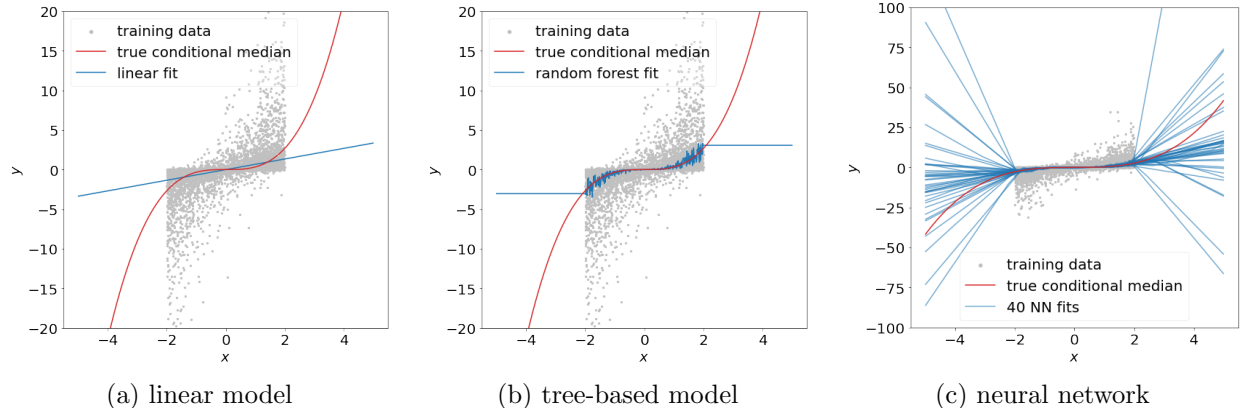 training data
true conditional median
linear fit
20
15
10
5
0
−5
−10
−15
−20
y
−4
−2
0
2
4
x
(a) linear model
training data
true conditional median
random forest fit
20
15
10
5
0
−5
−10
−15
−20
y
−4
−2
0
2
4
x
(b) tree-based model
100
75
50
25
0
−25
−50
−75
−100
y
training data
true conditional median
40 NN fits
−4
−2
0
2
4
x
(c) neural network